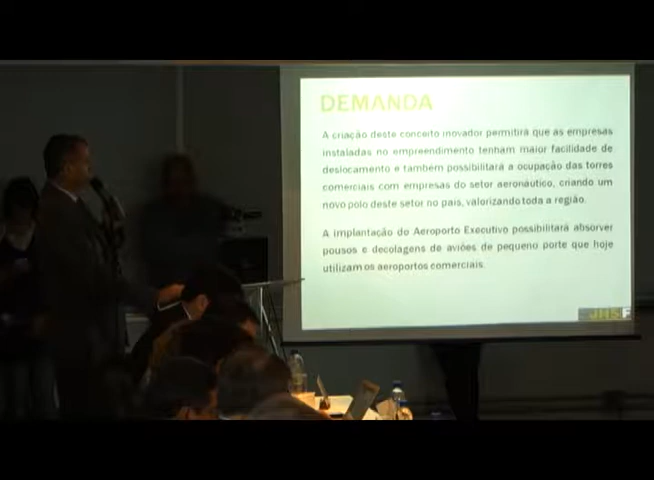 DEMANDA
A criação deste conceito inovador permitirá que as empresas
instaladas no empreendimento tenham maior facilidade de
deslocamento e também possibilitará a ocupação das torres
comerciais com empresas do setor aeronáutico, criando um
novo polo deste setor no país, valorizando toda a região.
A implantação do Aeroporto Executivo possibilitará absorver
pousos e decolagens de aviões de pequeno porte que hoje
utilizam os aeroportos comerciais.
JHSF